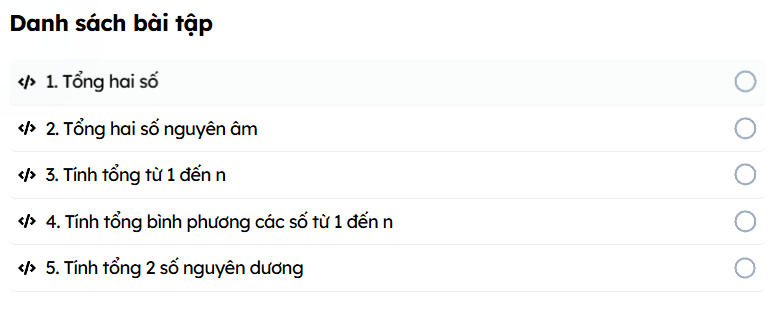 Danh sách bài tập
</> 1. Tổng hai số
</> 2. Tổng hai số nguyên âm
</> 3. Tính tổng từ 1 đến n
</> 4. Tính tổng bình phương các số từ 1 đến n
</> 5. Tính tổng 2 số nguyên dương